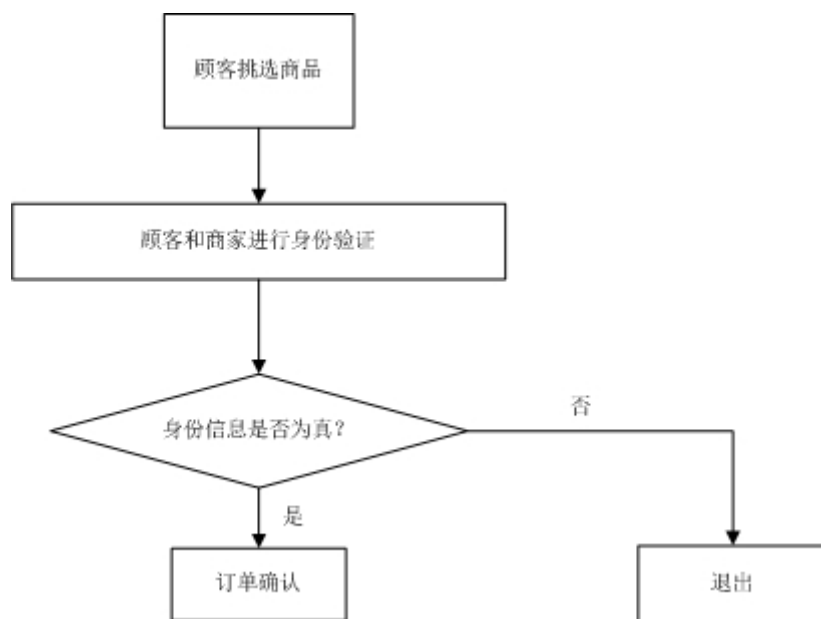 顾客挑选商品
顾客和商家进行身份验证
身份信息是否为真？
否
是
订单确认
退出